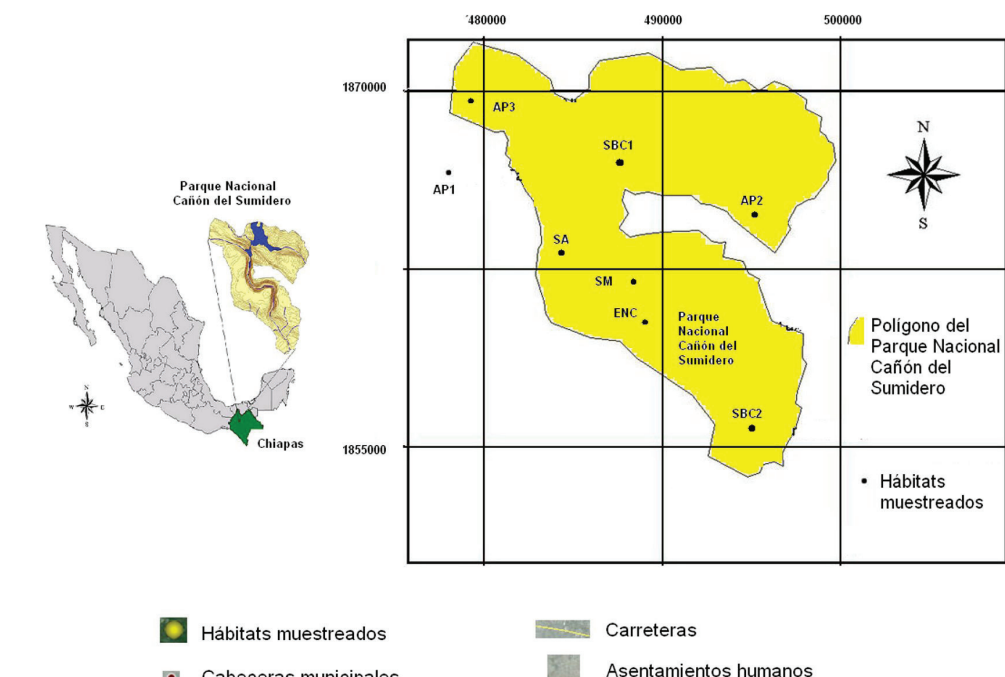 480000 490000 500000
1870000
AP3
SBC1
AP1
AP2
SA
SM
ENC
Parque
Nacional
Cañón del
Sumidero
SBC2
1855000
N
S
Parque Nacional
Cañón del Sumidero
N
W E
S
Chiapas
Polígono del
Parque Nacional
Cañón del
Sumidero
Hábitats
muestreados
Hábitats muestreados
Carreteras
Cabeceras municipales
Asentamientos humanos